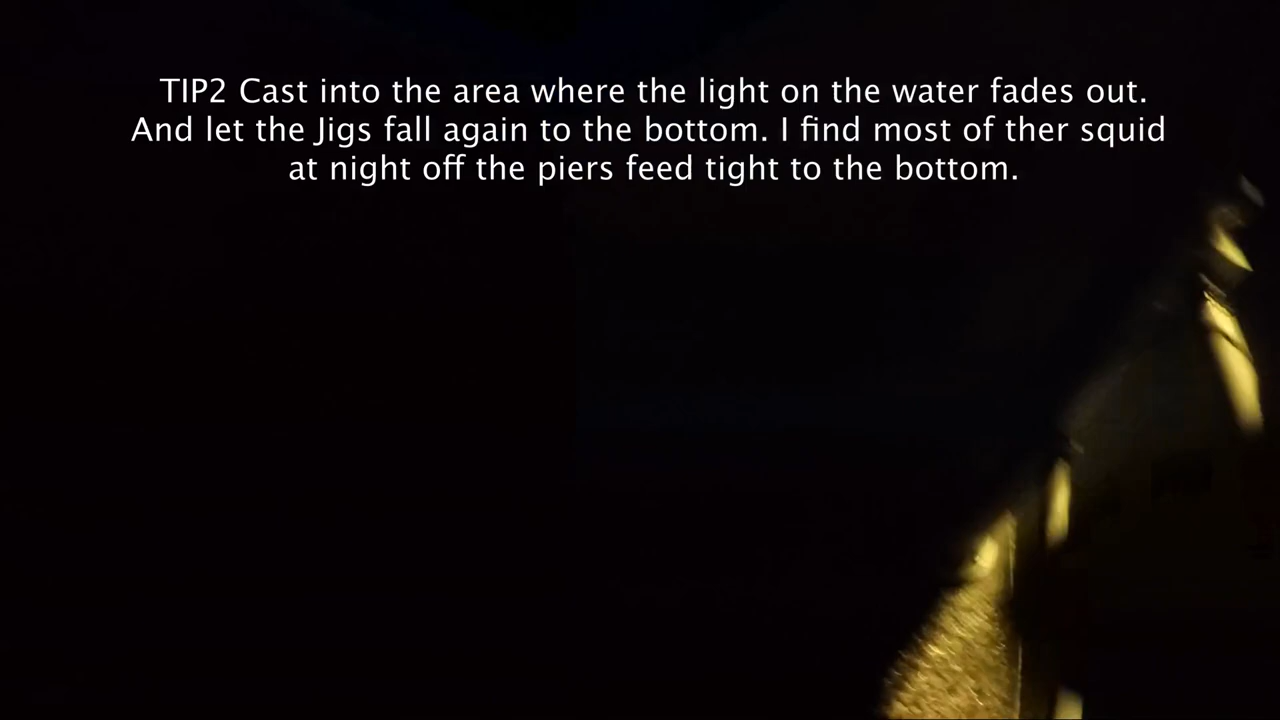 TIP2 Cast into the area where the light on the water fades out.
And let the Jigs fall again to the bottom. I find most of ther squid
at night off the piers feed tight to the bottom.